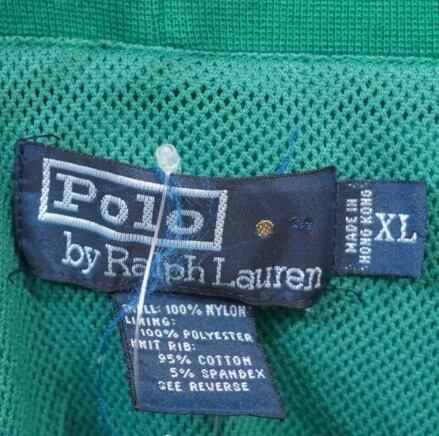 Polo
by Ralph Lauren
MADE IN
HONG KONG
XL
SHELL: 100% NYLON
LINING:
100% POLYESTER
KNIT RIB:
95% COTTON
5% SPANDEX
SEE REVERSE